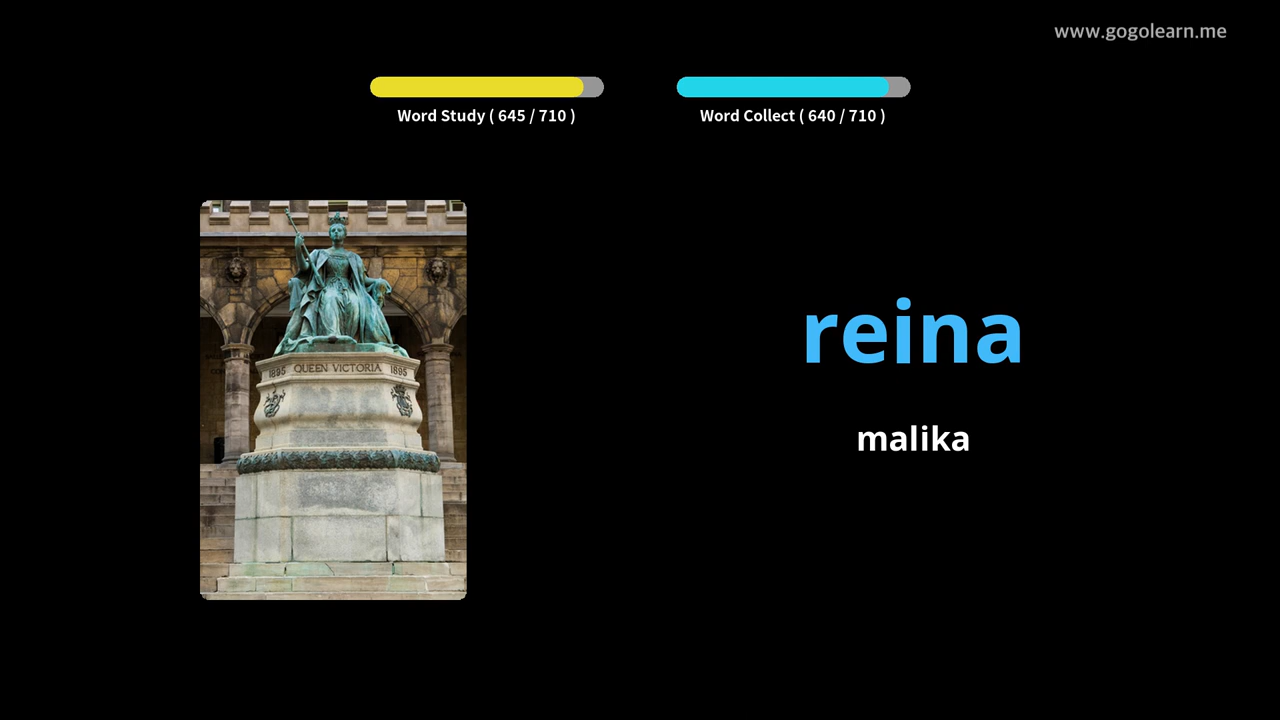 www.gogolearn.me
Word Study ( 645 / 710 )
Word Collect ( 640 / 710 )
1895 QUEEN VICTORIA 1895
reina
malika